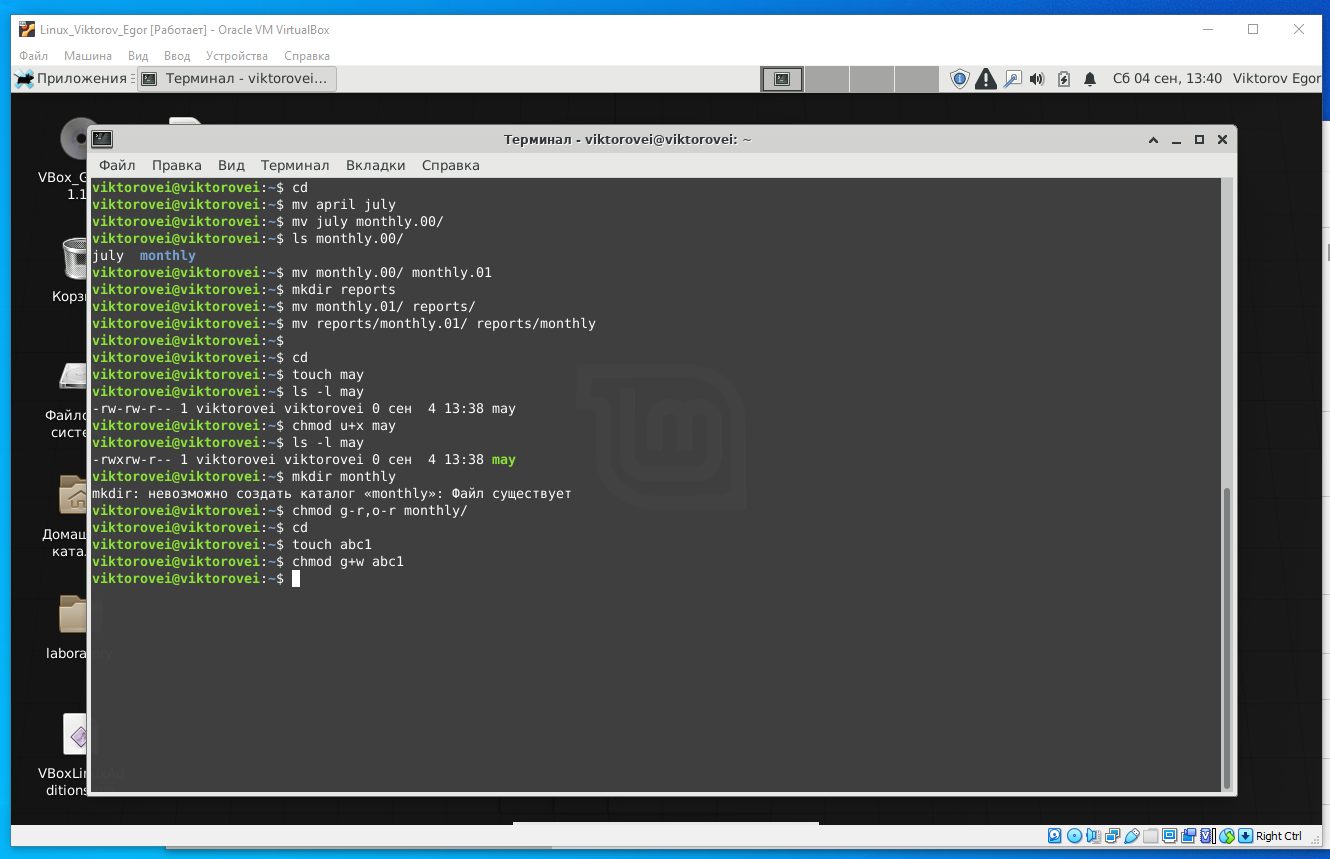 Linux_Viktorov_Egor [Работает] - Oracle VM VirtualBox
Файл Машина Вид Ввод Устройства Справка
Приложения Терминал - viktorovei... Сб 04 сен, 13:40 Viktorov Egor
Терминал - viktorovei@viktorovei: ~
Файл Правка Вид Терминал Вкладки Справка
viktorovei@viktorovei:~$ cd
viktorovei@viktorovei:~$ mv april july
viktorovei@viktorovei:~$ mv july monthly.00/
viktorovei@viktorovei:~$ ls monthly.00/
july  monthly
viktorovei@viktorovei:~$ mv monthly.00/ monthly.01
viktorovei@viktorovei:~$ mkdir reports
viktorovei@viktorovei:~$ mv monthly.01/ reports/
viktorovei@viktorovei:~$ mv reports/monthly.01/ reports/monthly
viktorovei@viktorovei:~$
viktorovei@viktorovei:~$ cd
viktorovei@viktorovei:~$ touch may
viktorovei@viktorovei:~$ ls -l may
-rw-rw-r-- 1 viktorovei viktorovei 0 сен  4 13:38 may
viktorovei@viktorovei:~$ chmod u+x may
viktorovei@viktorovei:~$ ls -l may
-rwxrw-r-- 1 viktorovei viktorovei 0 сен  4 13:38 may
viktorovei@viktorovei:~$ mkdir monthly
mkdir: невозможно создать каталог «monthly»: Файл существует
viktorovei@viktorovei:~$ chmod g-r,o-r monthly/
viktorovei@viktorovei:~$ cd
viktorovei@viktorovei:~$ touch abc1
viktorovei@viktorovei:~$ chmod g+w abc1
viktorovei@viktorovei:~$
VBox_G
1.1
Корз
Файло
систе
Домаш
ката
labora
VBoxLi
ditions
Right Ctrl